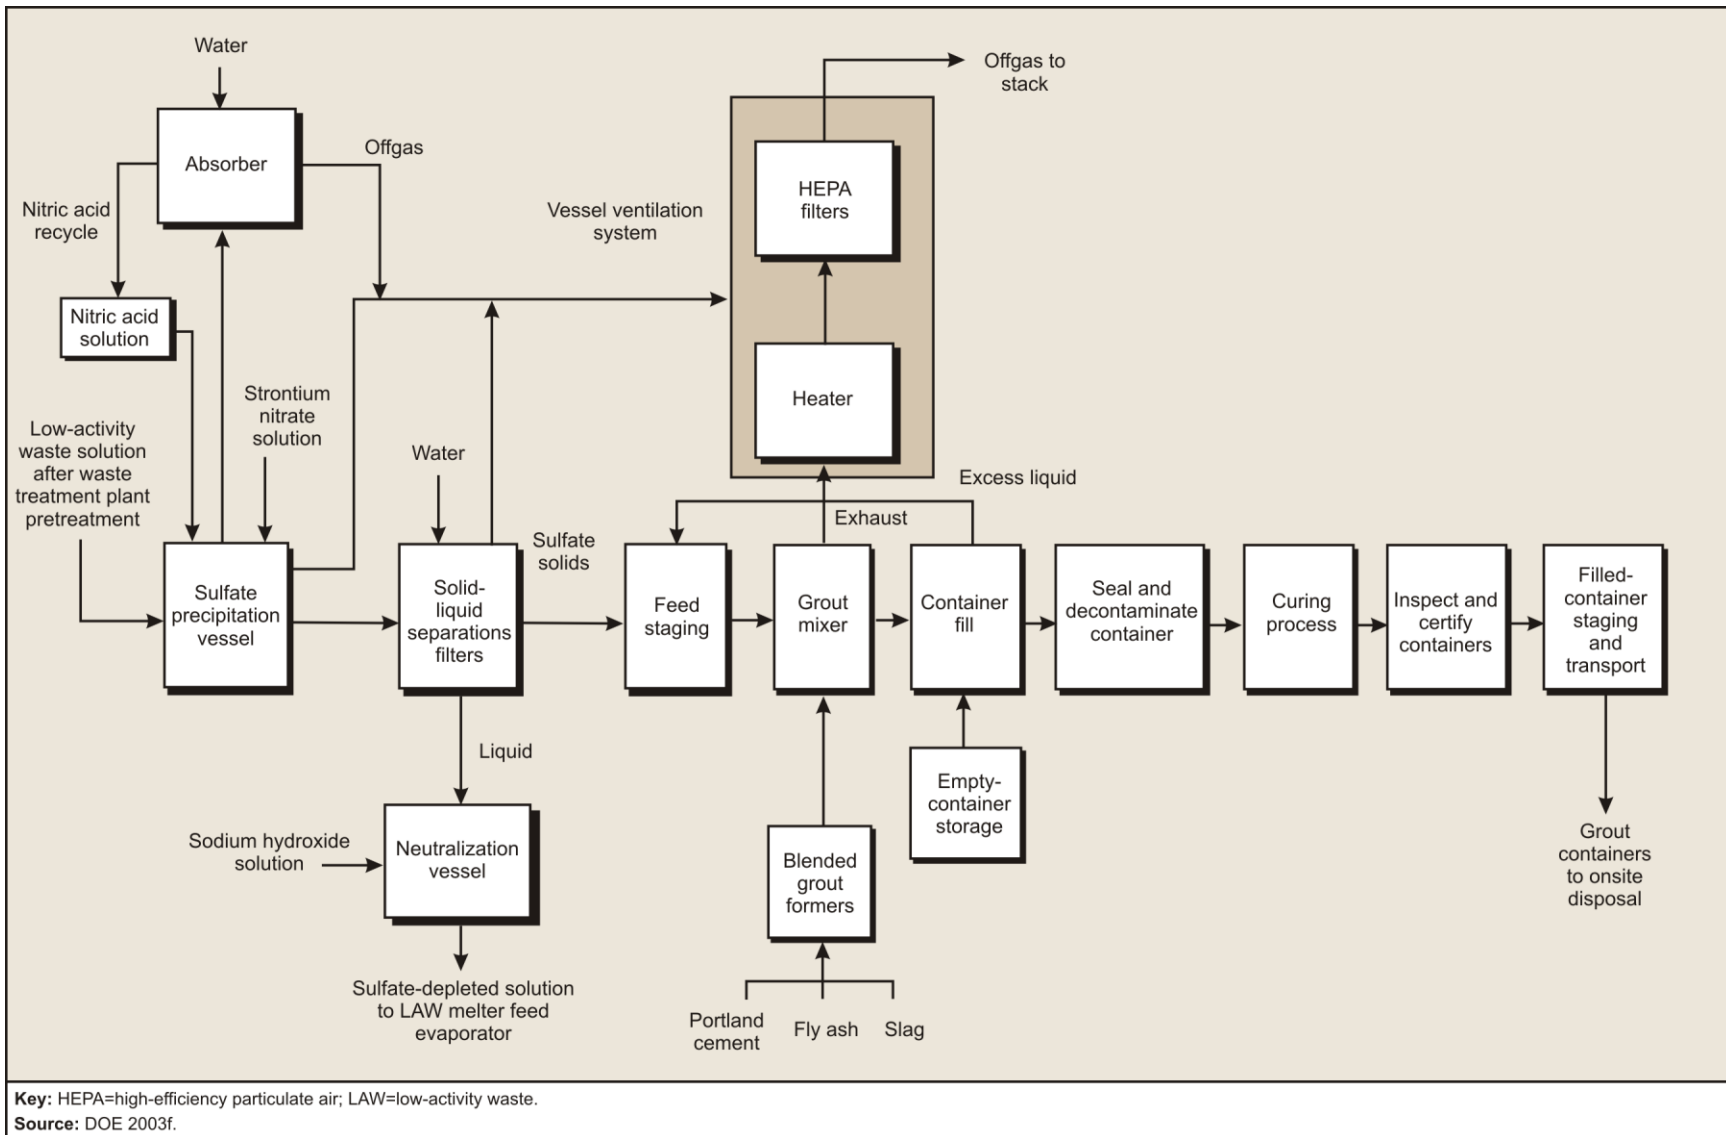 Water
Absorber
Offgas
Nitric acid
recycle
Nitric acid
solution
Strontium
nitrate
solution
Low-activity
waste solution
after waste
treatment plant
pretreatment
Sulfate
precipitation
vessel
Water
Solid-
liquid
separations
filters
Sulfate
solids
Liquid
Sodium hydroxide
solution
Neutralization
vessel
Sulfate-depleted solution
to LAW melter feed
evaporator
Vessel ventilation
system
Offgas to
stack
HEPA
filters
Heater
Excess liquid
Exhaust
Feed
staging
Grout
mixer
Container
fill
Seal and
decontaminate
container
Curing
process
Inspect and
certify
containers
Filled-
container
staging
and
transport
Empty-
container
storage
Blended
grout
formers
Portland
cement
Fly ash
Slag
Grout
containers
to onsite
disposal
Key: HEPA=high-efficiency particulate air; LAW=low-activity waste.
Source: DOE 2003f.